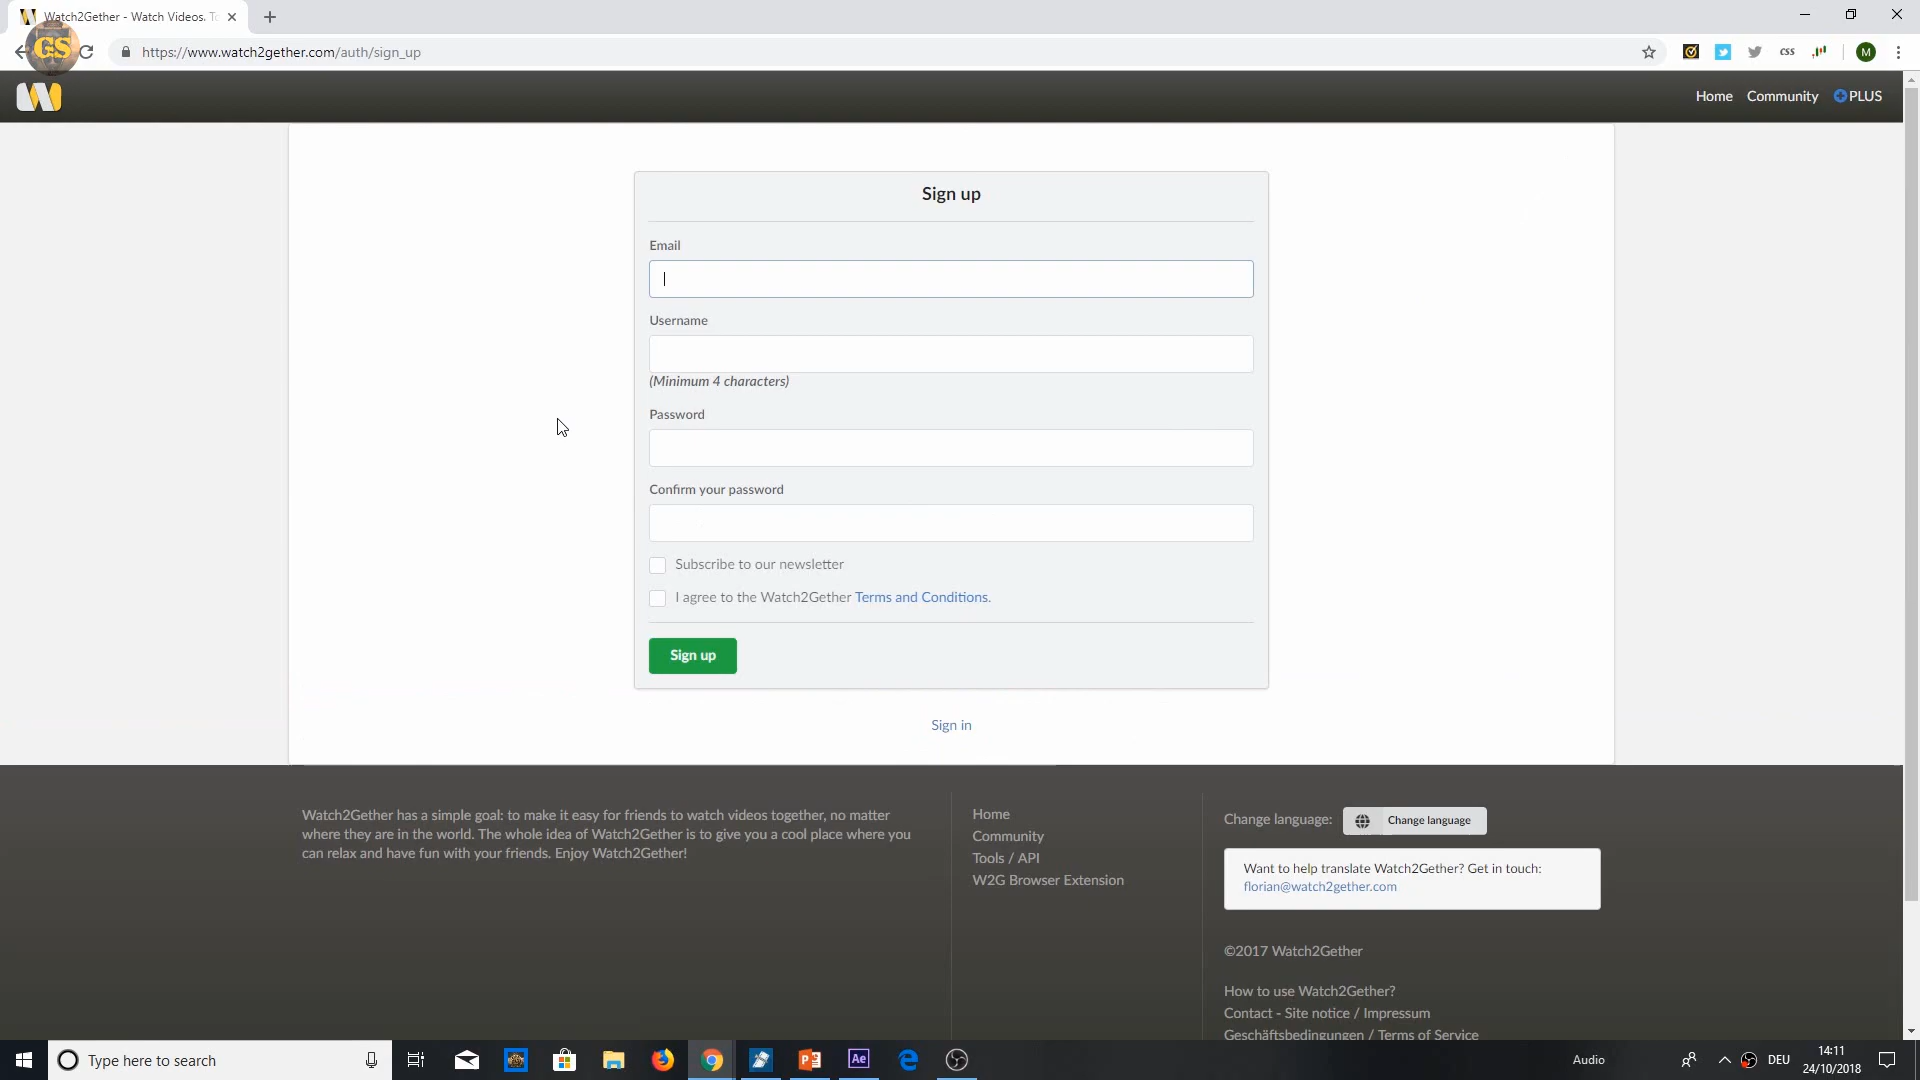 Watch2Gether - Watch Videos. To
GS
https://www.watch2gether.com/auth/sign_up
CSS
M
W
Home Community PLUS
Sign up
Email
Username
(Minimum 4 characters)
Password
Confirm your password
Subscribe to our newsletter
I agree to the Watch2Gether Terms and Conditions.
Sign up
Sign in
Watch2Gether has a simple goal: to make it easy for friends to watch videos together, no matter
where they are in the world. The whole idea of Watch2Gether is to give you a cool place where you
can relax and have fun with your friends. Enjoy Watch2Gether!
Home
Community
Tools / API
W2G Browser Extension
Change language: Change language
Want to help translate Watch2Gether? Get in touch:
florian@watch2gether.com
©2017 Watch2Gether
How to use Watch2Gether?
Contact - Site notice / Impressum
Geschäftsbedingungen / Terms of Service
Type here to search
Ae
Audio
DEU
14:11
24/10/2018